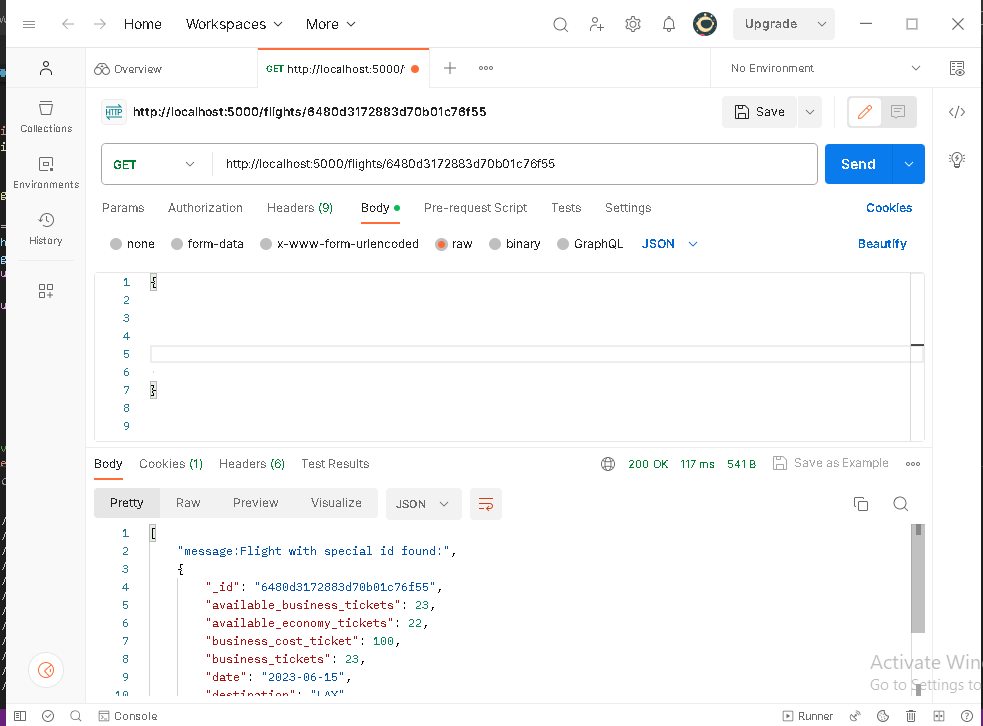 Home Workspaces More Upgrade
Overview GET http://localhost:5000/ No Environment
HTTP http://localhost:5000/flights/6480d3172883d70b01c76f55 Save
Collections
GET http://localhost:5000/flights/6480d3172883d70b01c76f55 Send
Environments
Params Authorization Headers (9) Body Pre-request Script Tests Settings Cookies
History
none form-data x-www-form-urlencoded raw binary GraphQL JSON Beautify
1 {
2
3
4
5
6
7 }
8
9
Body Cookies (1) Headers (6) Test Results 200 OK 117 ms 541 B Save as Example
Pretty Raw Preview Visualize JSON
1 [
2 "message:Flight with special id found:",
3 {
4 "_id": "6480d3172883d70b01c76f55",
5 "available_business_tickets": 23,
6 "available_economy_tickets": 22,
7 "business_cost_ticket": 100,
8 "business_tickets": 23,
9 "date": "2023-06-15",
10 "destination": "LAX"
Activate Win
Go to Settings to
Console Runner